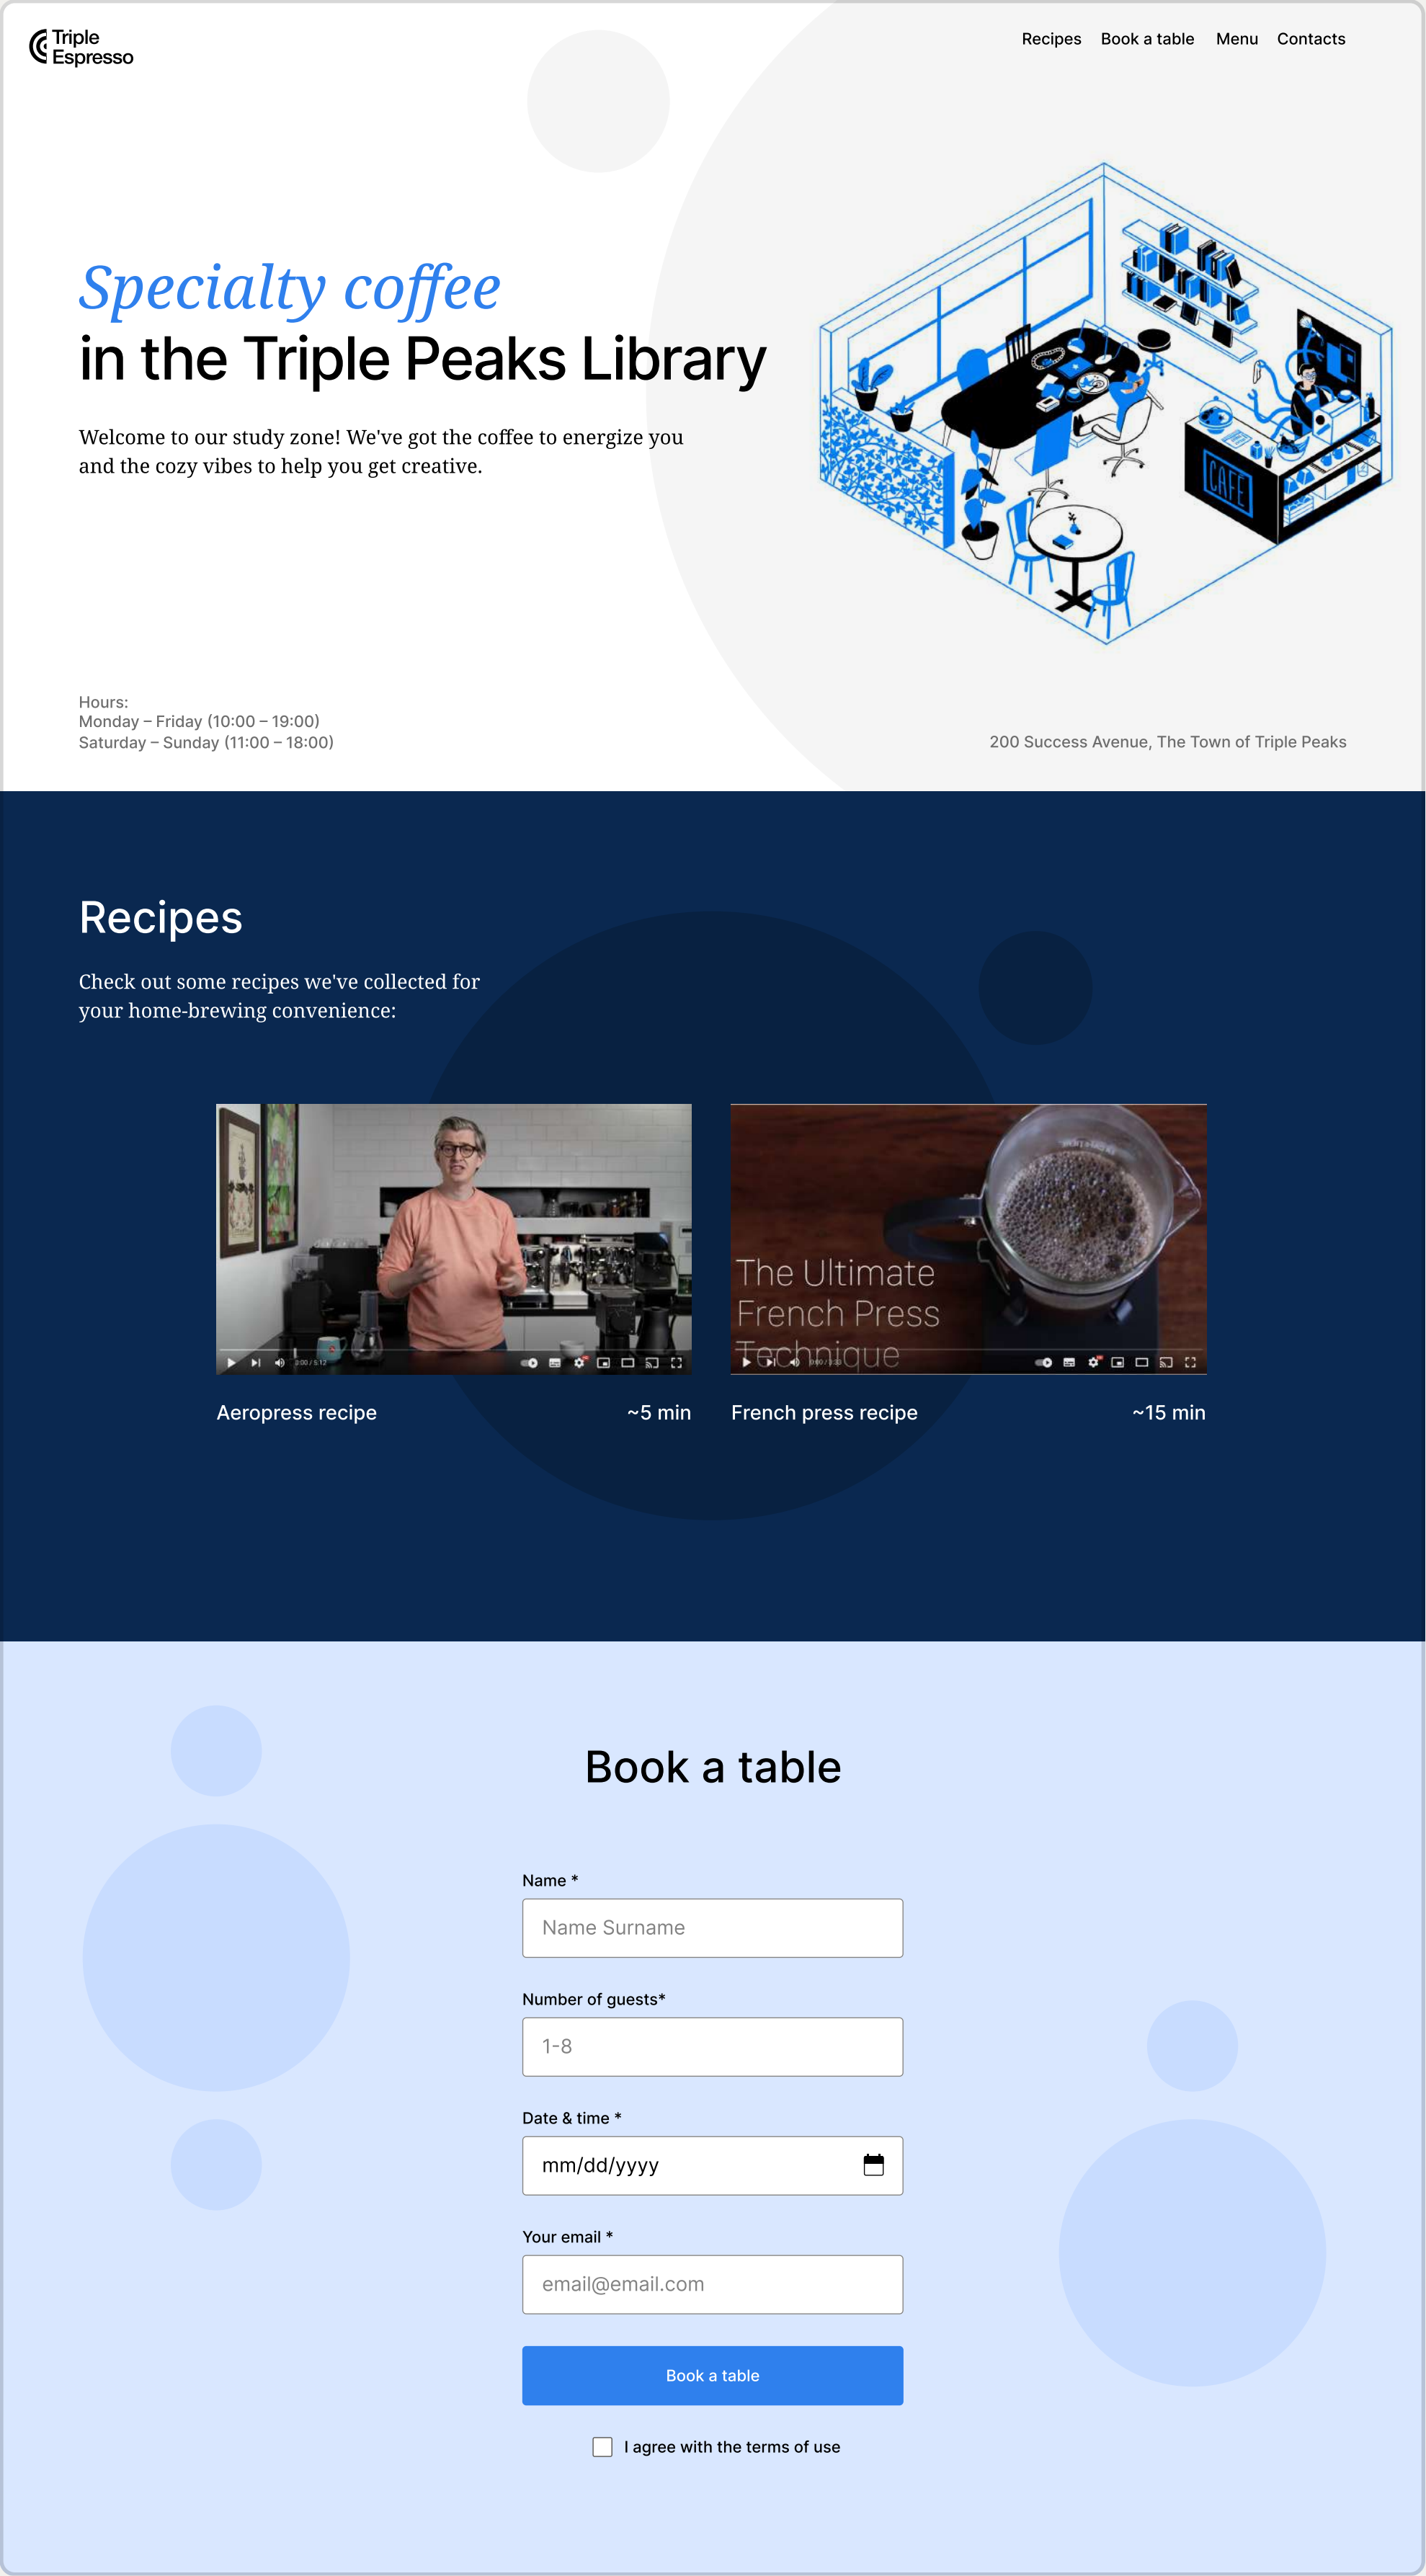 Triple
Espresso
Recipes
Book a table
Menu
Contacts
Specialty coffee
in the Triple Peaks Library
Welcome to our study zone! We've got the coffee to energize you
and the cozy vibes to help you get creative.
CAFE
Hours:
Monday – Friday (10:00 – 19:00)
Saturday – Sunday (11:00 – 18:00)
200 Success Avenue, The Town of Triple Peaks
Recipes
Check out some recipes we've collected for
your home-brewing convenience:
0:00 / 5:12
The Ultimate
French Press
Technique
Aeropress recipe
~5 min
French press recipe
~15 min
Book a table
Name *
Name Surname
Number of guests*
1-8
Date & time *
mm/dd/yyyy
Your email *
email@email.com
Book a table
I agree with the terms of use